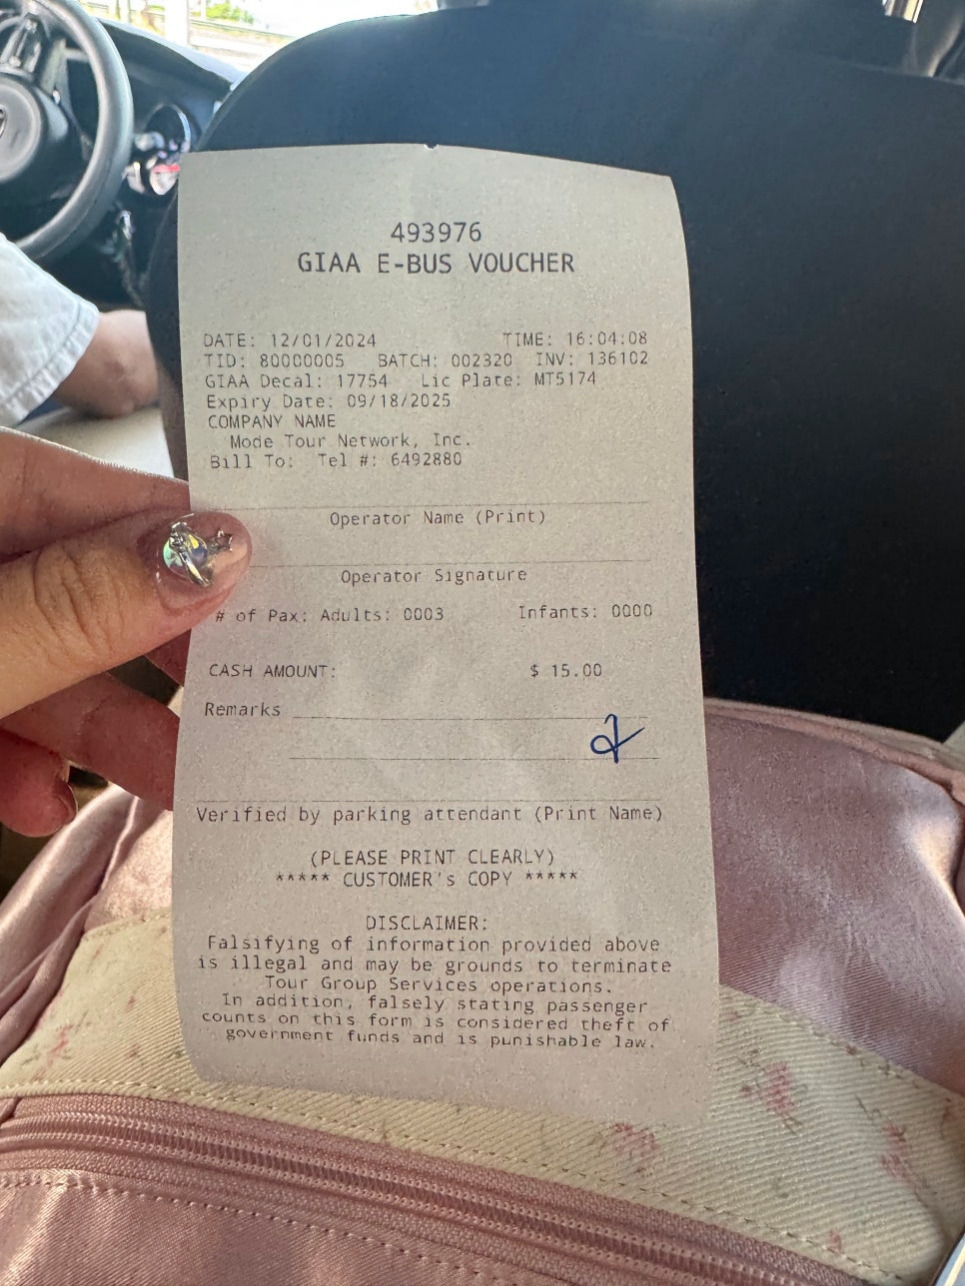 493976
GIAA E-BUS VOUCHER
DATE: 12/01/2024 TIME: 16:04:08
TID: 80000005 BATCH: 002320 INV: 136102
GIAA Decal: 17754 Lic Plate: MT5174
Expiry Date: 09/18/2025
COMPANY NAME
Mode Tour Network, Inc.
Bill To: Tel #: 6492880
Operator Name (Print)
Operator Signature
# of Pax: Adults: 0003 Infants: 0000
CASH AMOUNT: $ 15.00
Remarks
Verified by parking attendant (Print Name)
(PLEASE PRINT CLEARLY)
***** CUSTOMER's COPY *****
DISCLAIMER:
Falsifying of information provided above
is illegal and may be grounds to terminate
Tour Group Services operations.
In addition, falsely stating passenger
counts on this form is considered theft of
government funds and is punishable law.